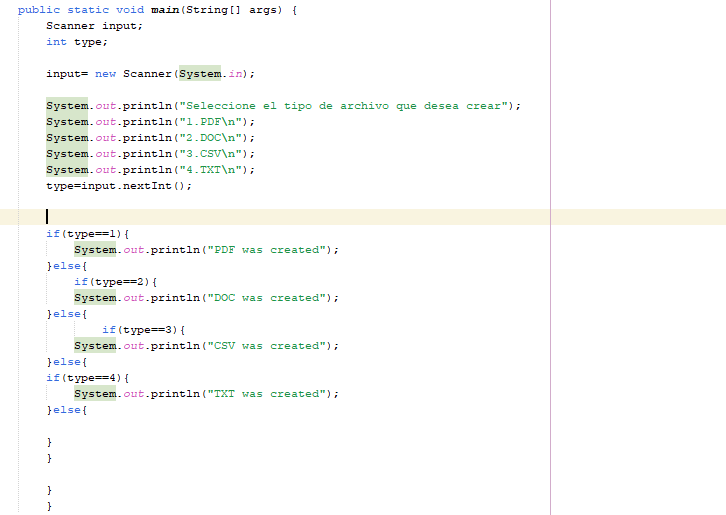 public static void main(String[] args) {
    Scanner input;
    int type;

    input= new Scanner(System.in);

    System.out.println("Seleccione el tipo de archivo que desea crear");
    System.out.println("1.PDF\n");
    System.out.println("2.DOC\n");
    System.out.println("3.CSV\n");
    System.out.println("4.TXT\n");
    type=input.nextInt();


    if(type==1){
        System.out.println("PDF was created");
    }else{
        if(type==2){
        System.out.println("DOC was created");
    }else{
            if(type==3){
        System.out.println("CSV was created");
    }else{
    if(type==4){
        System.out.println("TXT was created");
    }else{

    }
    }

    }
    }